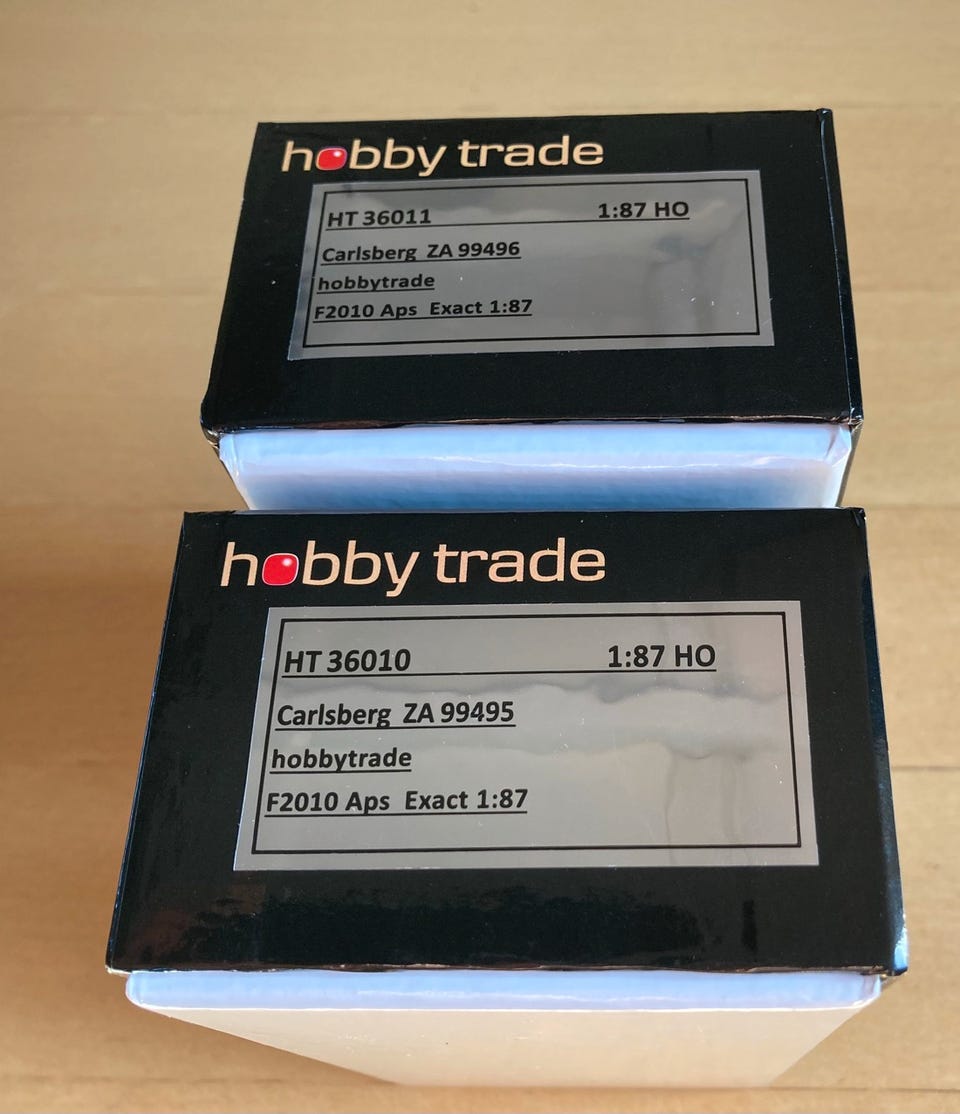 hobby trade
HT 36011 1:87 HO
Carlsberg ZA 99496
hobbytrade
F2010 Aps Exact 1:87
hobby trade
HT 36010 1:87 HO
Carlsberg ZA 99495
hobbytrade
F2010 Aps Exact 1:87